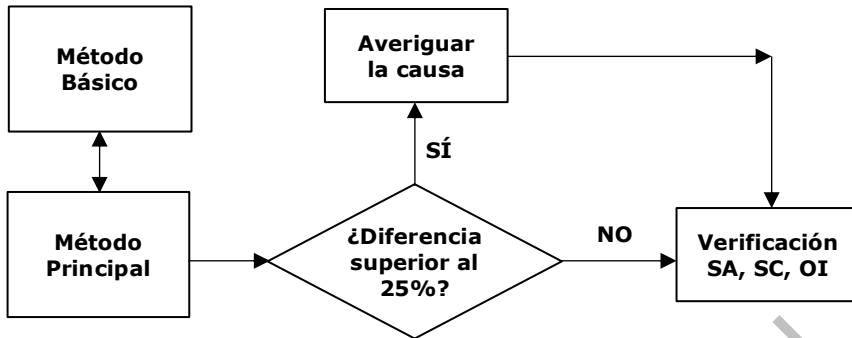 Método
Básico
Averiguar
la causa
SÍ
Método
Principal
¿Diferencia
superior al
25%?
NO
Verificación
SA, SC, OI